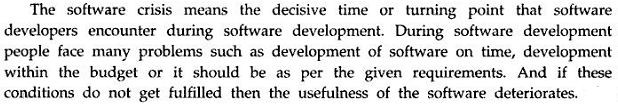 The software crisis means the decisive time or turning point that software
developers encounter during software development. During software development
people face many problems such as development of software on time, development
within the budget or it should be as per the given requirements. And if these
conditions do not get fulfilled then the usefulness of the software deteriorates.